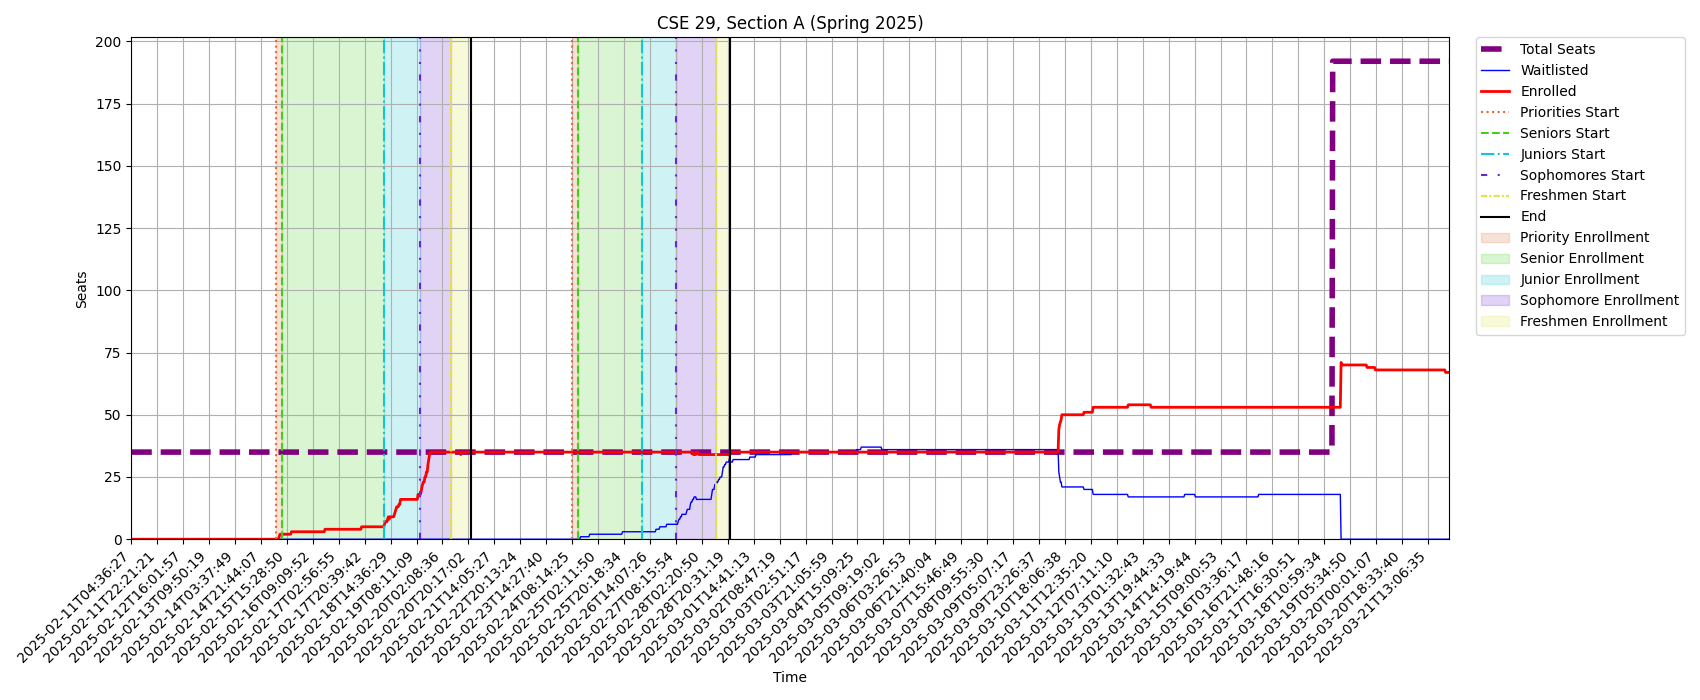 CSE 29, Section A (Spring 2025)
Seats
200
175
150
125
100
75
50
25
0
2025-02-11T04:36:27
2025-02-11T22:21:21
2025-02-12T16:01:57
2025-02-13T09:50:19
2025-02-14T03:37:49
2025-02-14T21:44:07
2025-02-15T15:28:50
2025-02-16T09:09:52
2025-02-17T02:56:55
2025-02-17T20:39:42
2025-02-18T14:36:29
2025-02-19T08:11:09
2025-02-20T02:08:36
2025-02-20T20:17:02
2025-02-21T14:05:27
2025-02-22T20:13:24
2025-02-23T14:27:40
2025-02-24T08:14:25
2025-02-25T02:11:50
2025-02-25T20:18:34
2025-02-26T14:07:26
2025-02-27T08:15:54
2025-02-28T02:20:50
2025-02-28T20:31:19
2025-03-01T14:41:13
2025-03-02T08:47:19
2025-03-03T02:51:17
2025-03-03T21:05:59
2025-03-04T15:09:25
2025-03-05T09:19:02
2025-03-06T03:26:53
2025-03-06T21:40:04
2025-03-07T15:46:49
2025-03-08T09:55:30
2025-03-09T05:07:17
2025-03-09T23:26:37
2025-03-10T18:06:38
2025-03-11T12:35:20
2025-03-12T07:11:10
2025-03-13T01:32:43
2025-03-13T19:44:33
2025-03-14T14:19:44
2025-03-15T09:00:53
2025-03-16T03:36:17
2025-03-16T21:48:16
2025-03-17T16:30:51
2025-03-18T10:59:34
2025-03-19T05:34:50
2025-03-20T00:01:07
2025-03-20T18:33:40
2025-03-21T13:06:35
Time
Total Seats
Waitlisted
Enrolled
Priorities Start
Seniors Start
Juniors Start
Sophomores Start
Freshmen Start
End
Priority Enrollment
Senior Enrollment
Junior Enrollment
Sophomore Enrollment
Freshmen Enrollment